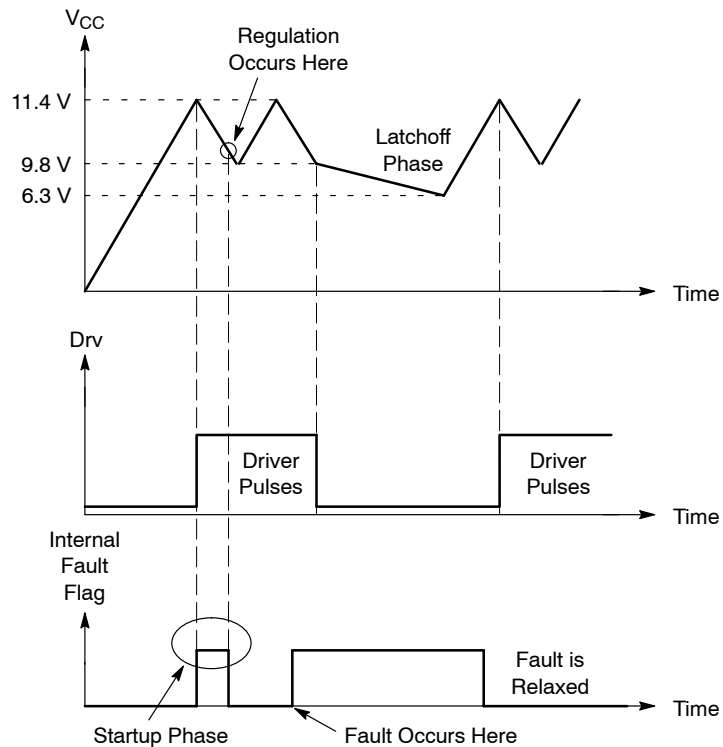 V_CC
Regulation
Occurs Here
11.4 V
Latchoff
Phase
9.8 V
6.3 V
Time
Drv
Driver
Pulses
Driver
Pulses
Time
Internal
Fault
Flag
Fault is
Relaxed
Time
Startup Phase
Fault Occurs Here